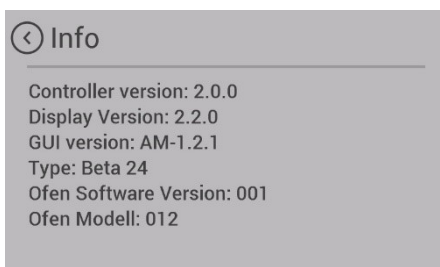 Info
Controller version: 2.0.0
Display Version: 2.2.0
GUI version: AM-1.2.1
Type: Beta 24
Ofen Software Version: 001
Ofen Modell: 012